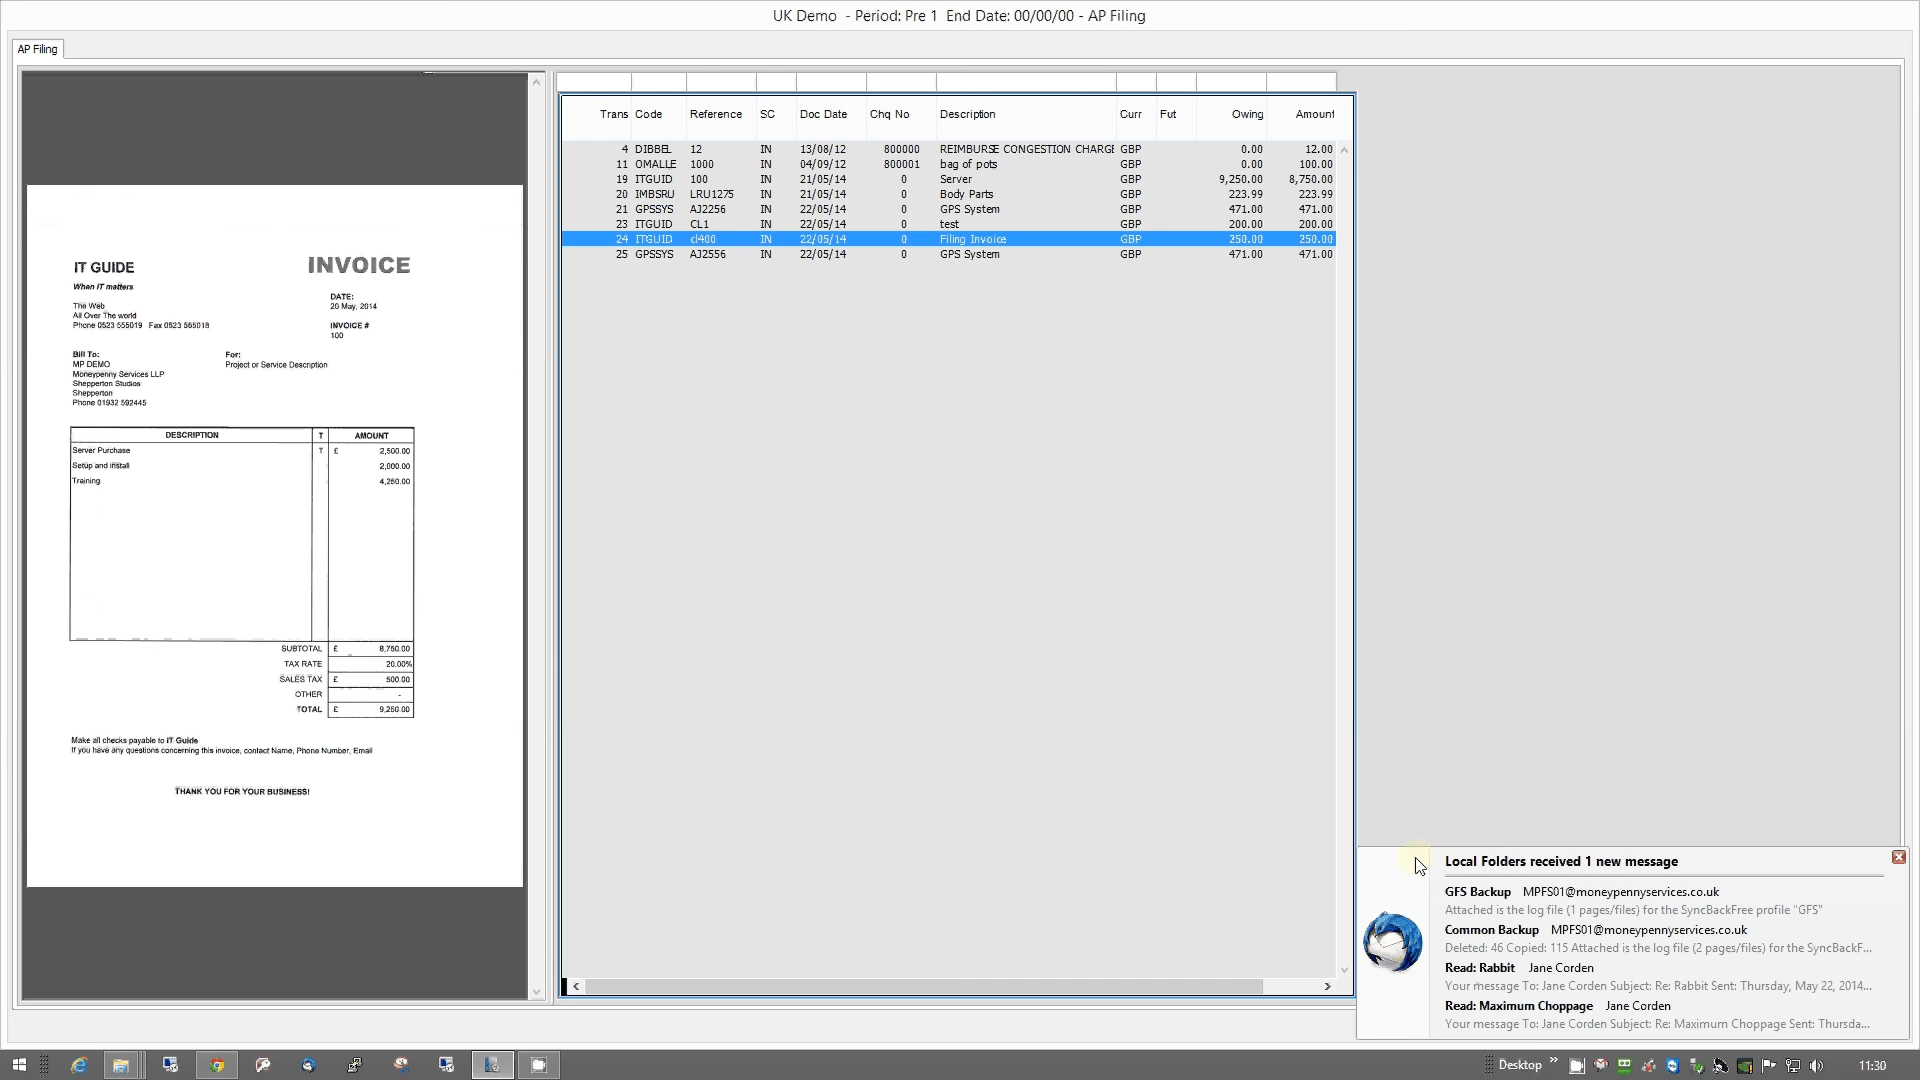 UK Demo - Period: Pre 1 End Date: 00/00/00 - AP Filing
AP Filing
IT GUIDE
INVOICE
When IT matters
DATE:
20 May, 2014
The Web
All Over The world
Phone 0523 555019 Fax 0523 565018
INVOICE #
100
Bill To:
For:
MP DEMO
Project or Service Description
Moneypenny Services LLP
Shepperton Studios
Shepperton
Phone 01932 592445
DESCRIPTION T AMOUNT
Server Purchase T £ 2,500.00
Setup and install 2,000.00
Training 4,250.00
SUBTOTAL £ 8,750.00
TAX RATE 20.00%
SALES TAX £ 500.00
OTHER -
TOTAL £ 9,250.00
Make all checks payable to IT Guide
If you have any questions concerning this invoice, contact Name, Phone Number, Email
THANK YOU FOR YOUR BUSINESS!
Trans Code Reference SC Doc Date Chq No Description Curr Fut Owing Amount
4 DIBBEL 12 IN 13/08/12 800000 REIMBURSE CONGESTION CHARGE GBP 0.00 12.00
11 OMALLE 1000 IN 04/09/12 800001 bag of pots GBP 0.00 100.00
19 ITGUID 100 IN 21/05/14 0 Server GBP 9,250.00 8,750.00
20 IMBSRU LRU1275 IN 21/05/14 0 Body Parts GBP 223.99 223.99
21 GPSSYS AJ2256 IN 22/05/14 0 GPS System GBP 471.00 471.00
23 ITGUID CL1 IN 22/05/14 0 test GBP 200.00 200.00
24 ITGUID cl400 IN 22/05/14 0 Filing Invoice GBP 250.00 250.00
25 GPSSYS AJ2556 IN 22/05/14 0 GPS System GBP 471.00 471.00
Local Folders received 1 new message
GFS Backup MPFS01@moneypennyservices.co.uk
Attached is the log file (1 pages/files) for the SyncBackFree profile "GFS"
Common Backup MPFS01@moneypennyservices.co.uk
Deleted: 46 Copied: 115 Attached is the log file (2 pages/files) for the SyncBackF...
Read: Rabbit Jane Corden
Your message To: Jane Corden Subject: Re: Rabbit Sent: Thursday, May 22, 2014...
Read: Maximum Choppage Jane Corden
Your message To: Jane Corden Subject: Re: Maximum Choppage Sent: Thursda...
Desktop
11:30